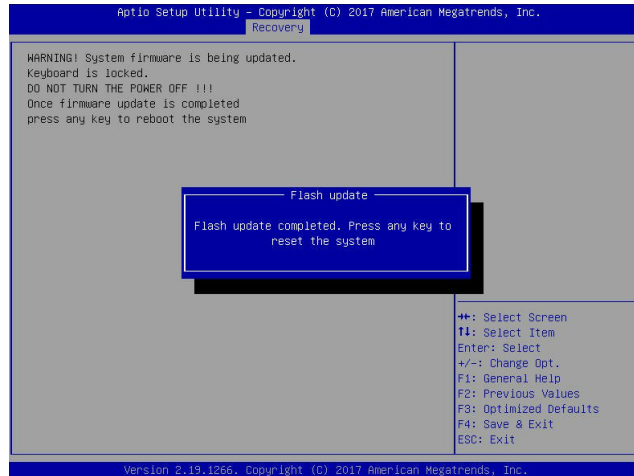 Aptio Setup Utility – Copyright (C) 2017 American Megatrends, Inc.
Recovery
WARNING! System firmware is being updated.
Keyboard is locked.
DO NOT TURN THE POWER OFF !!!
Once firmware update is completed
press any key to reboot the system
Flash update
Flash update completed. Press any key to
reset the system
→←: Select Screen
↑↓: Select Item
Enter: Select
+/-: Change Opt.
F1: General Help
F2: Previous Values
F3: Optimized Defaults
F4: Save & Exit
ESC: Exit
Version 2.19.1266. Copyright (C) 2017 American Megatrends, Inc.